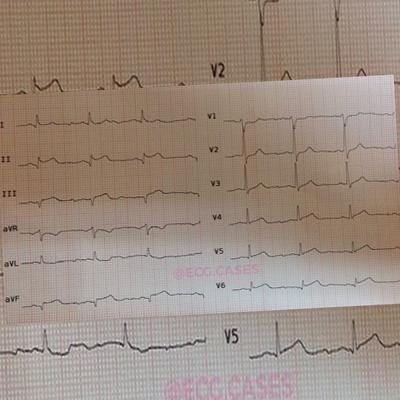 V2
I
II
III
aVR
aVL
aVF
V1
V2
V3
V4
V5
V6
@ECG.CASES
V5
@ECG.CASES